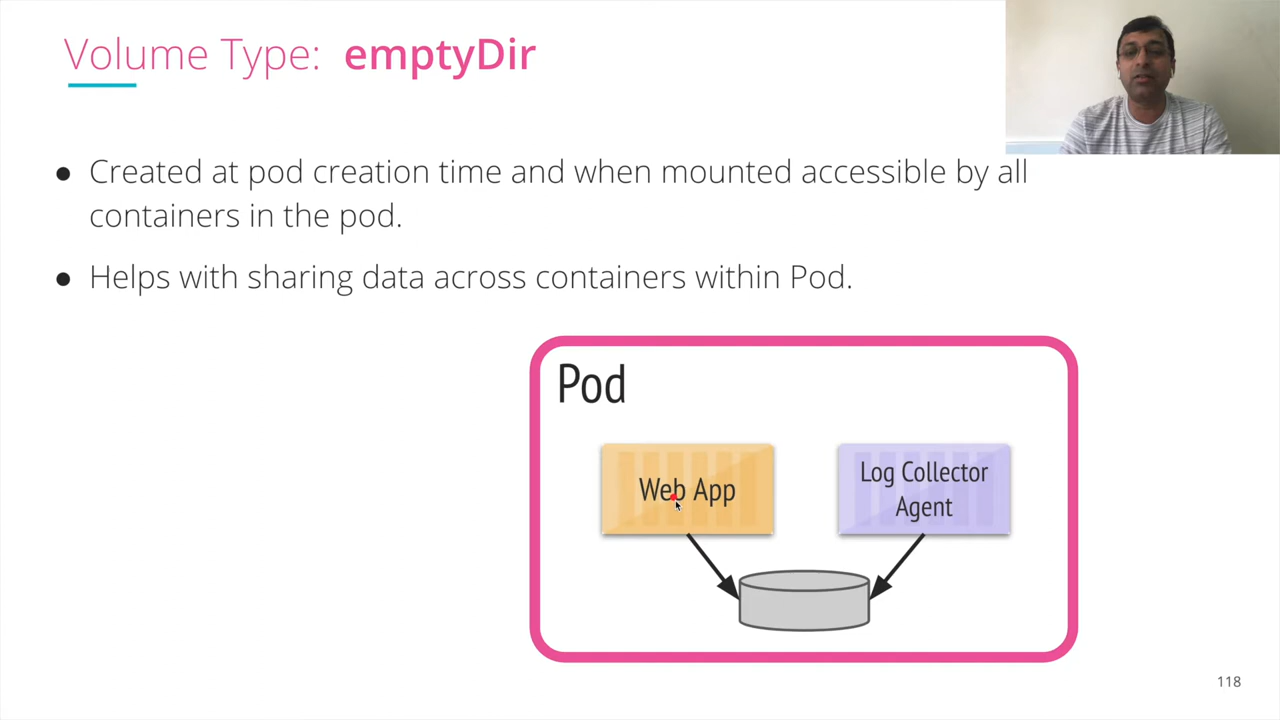 Volume Type: emptyDir
● Created at pod creation time and when mounted accessible by all
containers in the pod.
● Helps with sharing data across containers within Pod.
Pod
Web App
Log Collector
Agent
118